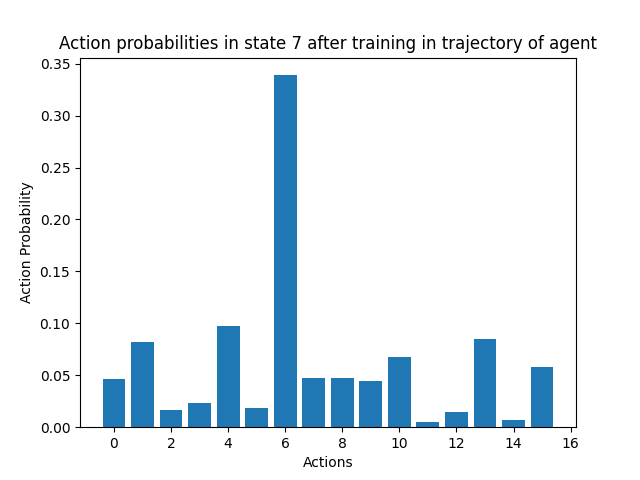 Action probabilities in state 7 after training in trajectory of agent
0.35
0.30
0.25
0.20
0.15
0.10
0.05
0.00
Action Probability
0 2 4 6 8 10 12 14 16
Actions